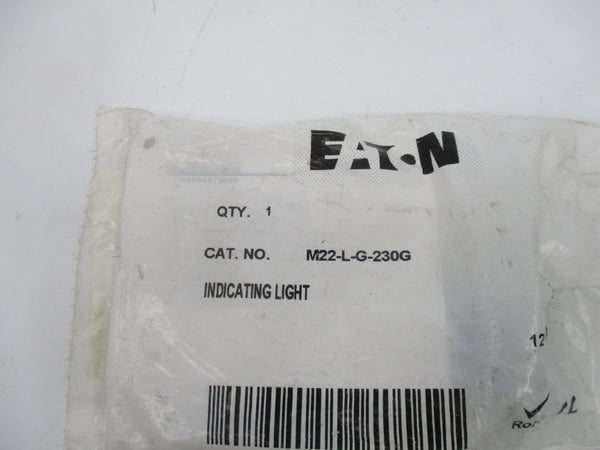 EATON
QTY. 1
CAT. NO. M22-L-G-230G
INDICATING LIGHT